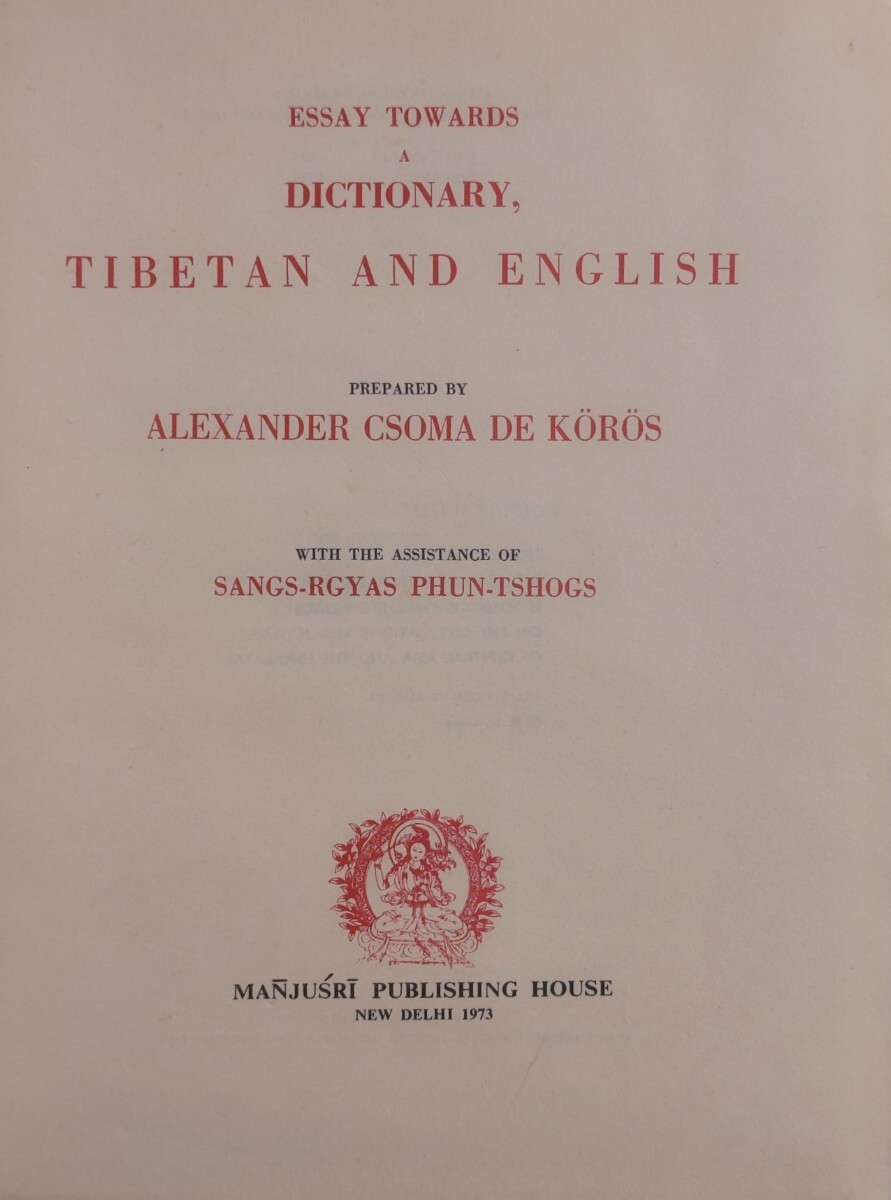 ESSAY TOWARDS
A
DICTIONARY,
TIBETAN AND ENGLISH
PREPARED BY
ALEXANDER CSOMA DE KÖRÖS
WITH THE ASSISTANCE OF
SANGS-RGYAS PHUN-TSHOGS
MAÑJUŚRĪ PUBLISHING HOUSE
NEW DELHI 1973